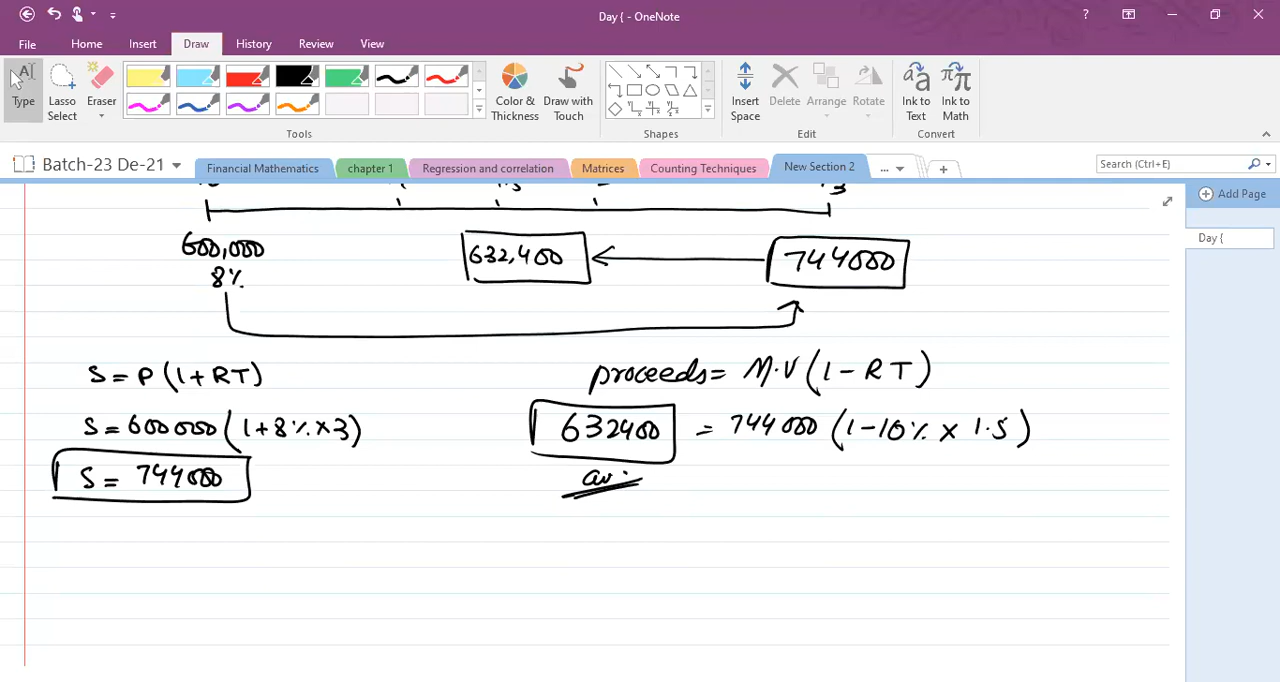 Day { - OneNote
?
File Home Insert Draw History Review View
Type Lasso Select Eraser Color & Thickness Draw with Touch Insert Space Delete Arrange Rotate Ink to Text Ink to Math
Tools Shapes Edit Convert
Batch-23 De-21 Financial Mathematics chapter 1 Regression and correlation Matrices Counting Techniques New Section 2 ... Search (Ctrl+E)
Add Page
Day {
3
600,000 632,400 744000
8%
S = P (1 + RT) proceeds = M.V (1 - RT)
S = 600000 (1 + 8% x 3) 632400 = 744000 (1 - 10% x 1.5)
S = 744000